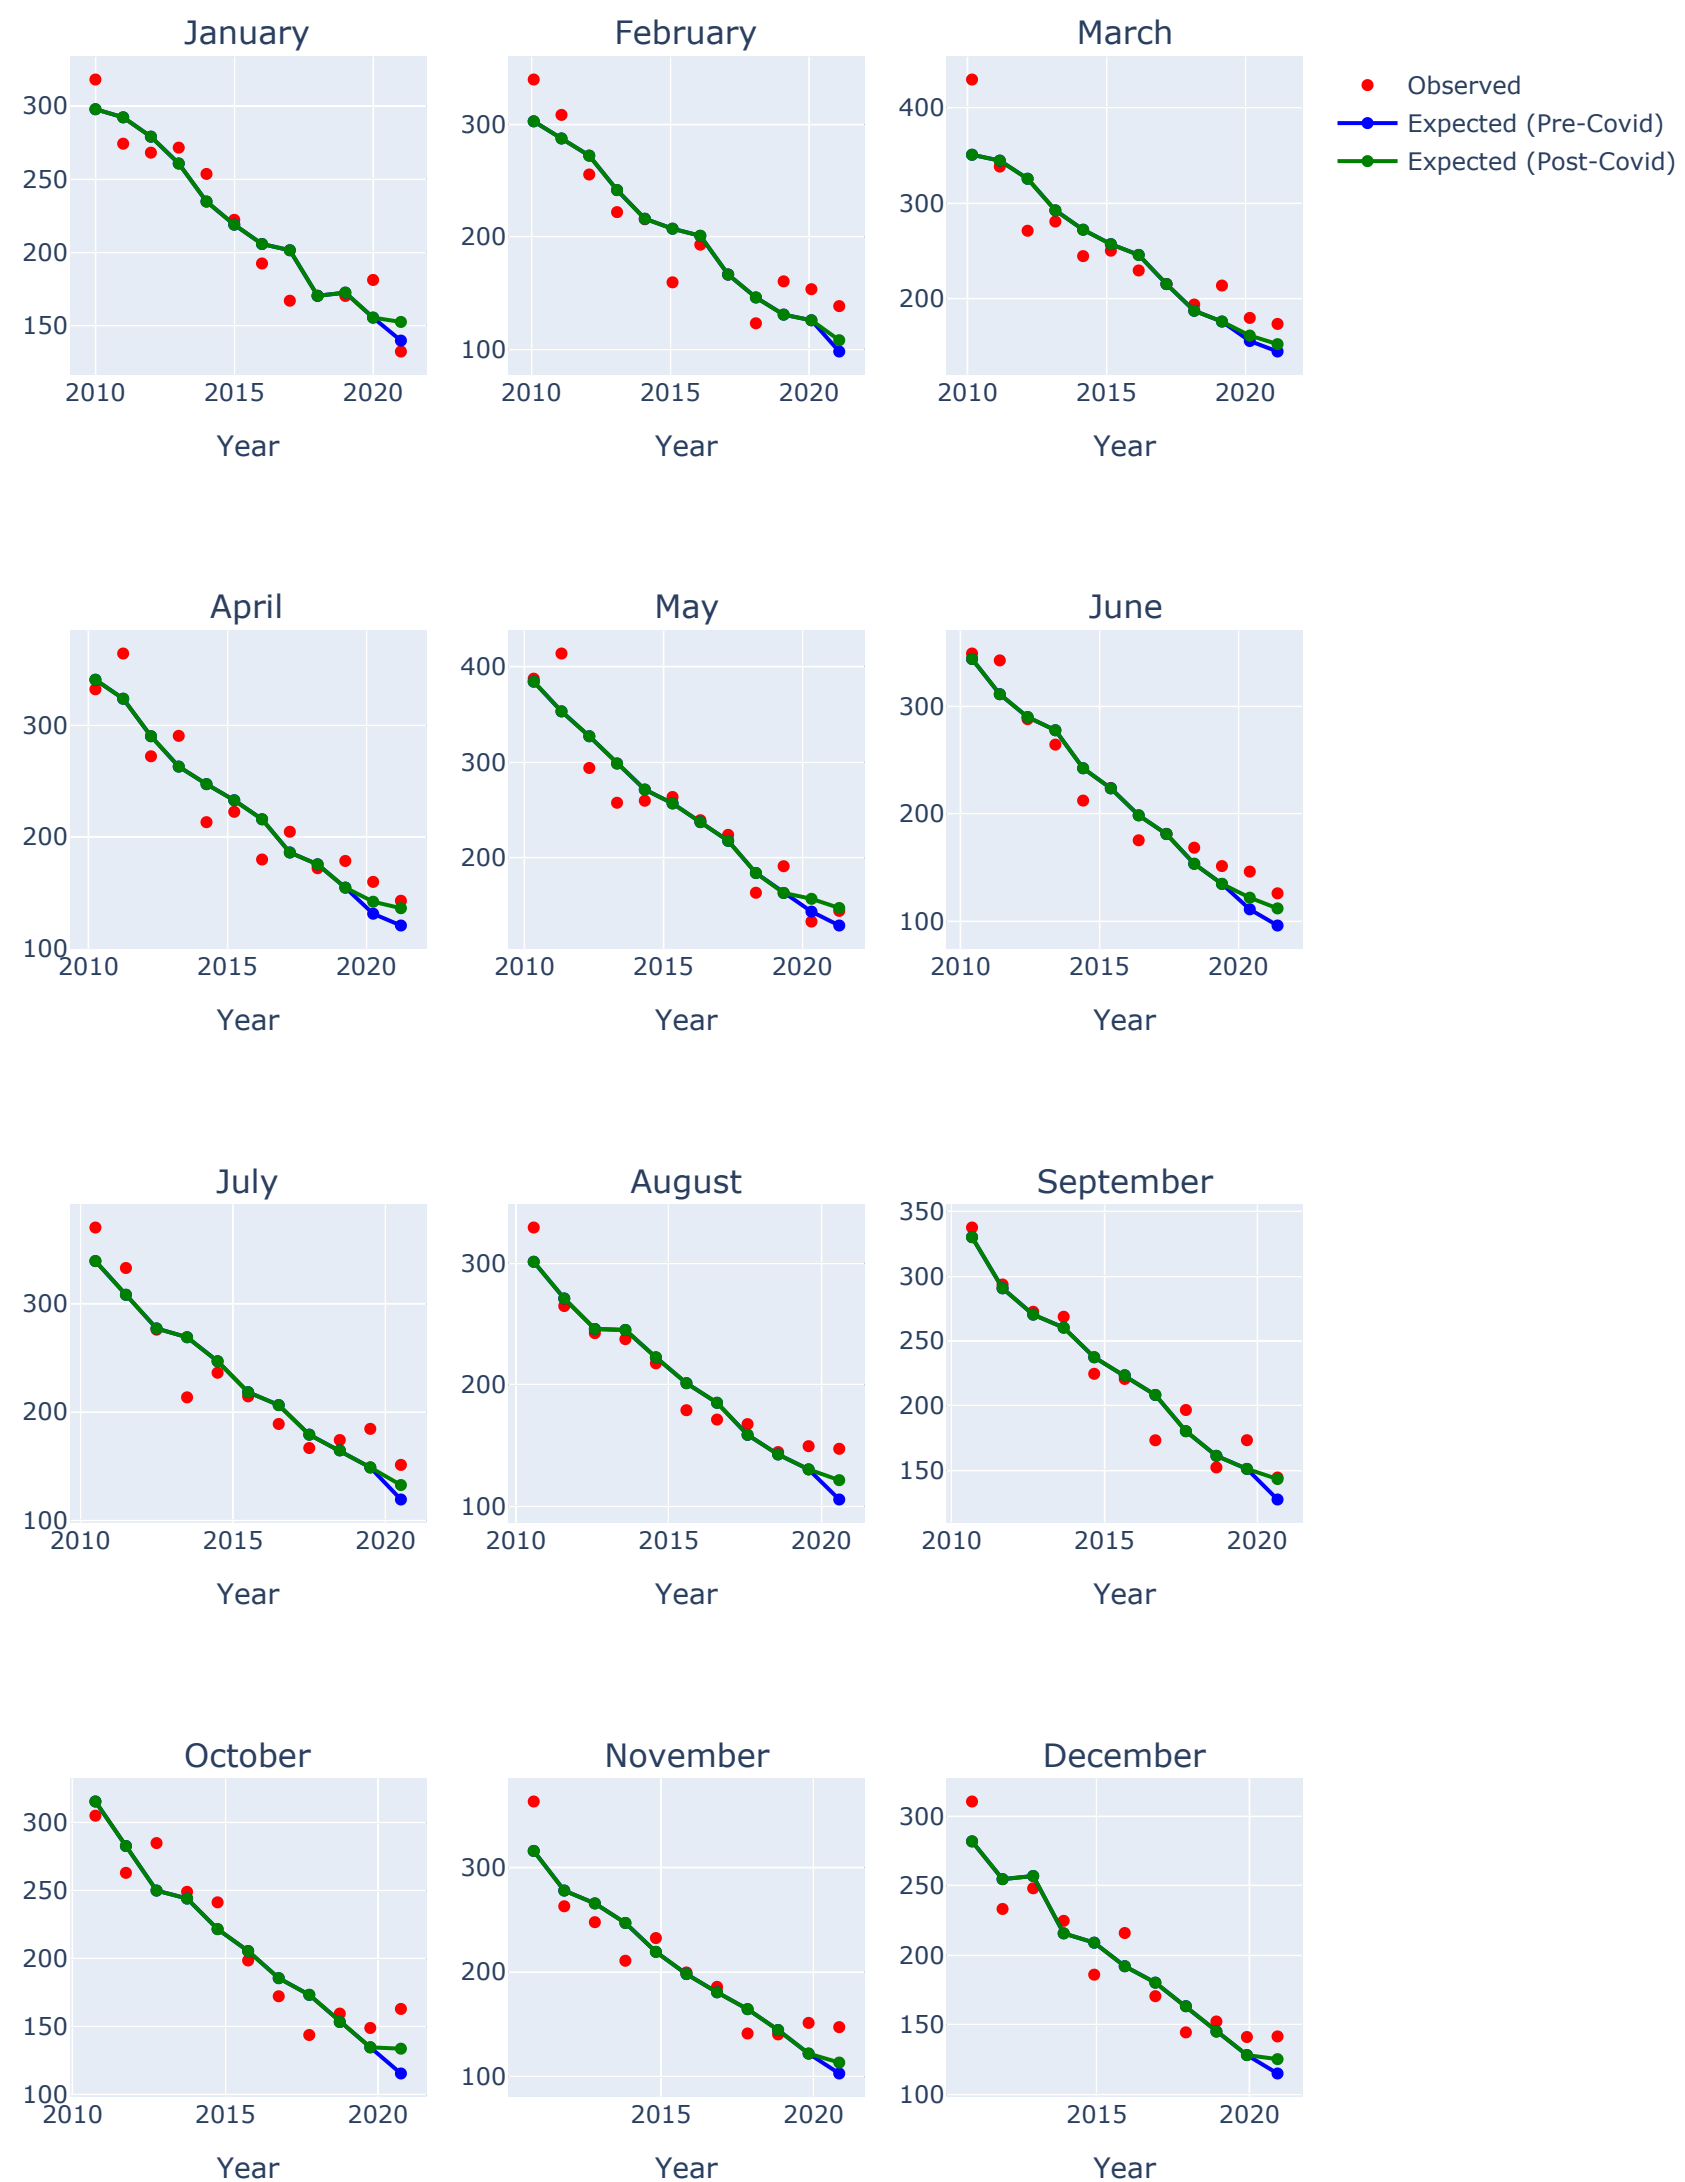 January
February
March
Observed
Expected (Pre-Covid)
Expected (Post-Covid)
300
250
200
150
2010
2015
2020
Year
300
200
100
2010
2015
2020
Year
400
300
200
2010
2015
2020
Year
April
May
June
300
200
100
2010
2015
2020
Year
400
300
200
2010
2015
2020
Year
300
200
100
2010
2015
2020
Year
July
August
September
300
200
100
2010
2015
2020
Year
300
200
100
2010
2015
2020
Year
350
300
250
200
150
2010
2015
2020
Year
October
November
December
300
250
200
150
100
2010
2015
2020
Year
300
200
100
2015
2020
Year
300
250
200
150
100
2015
2020
Year